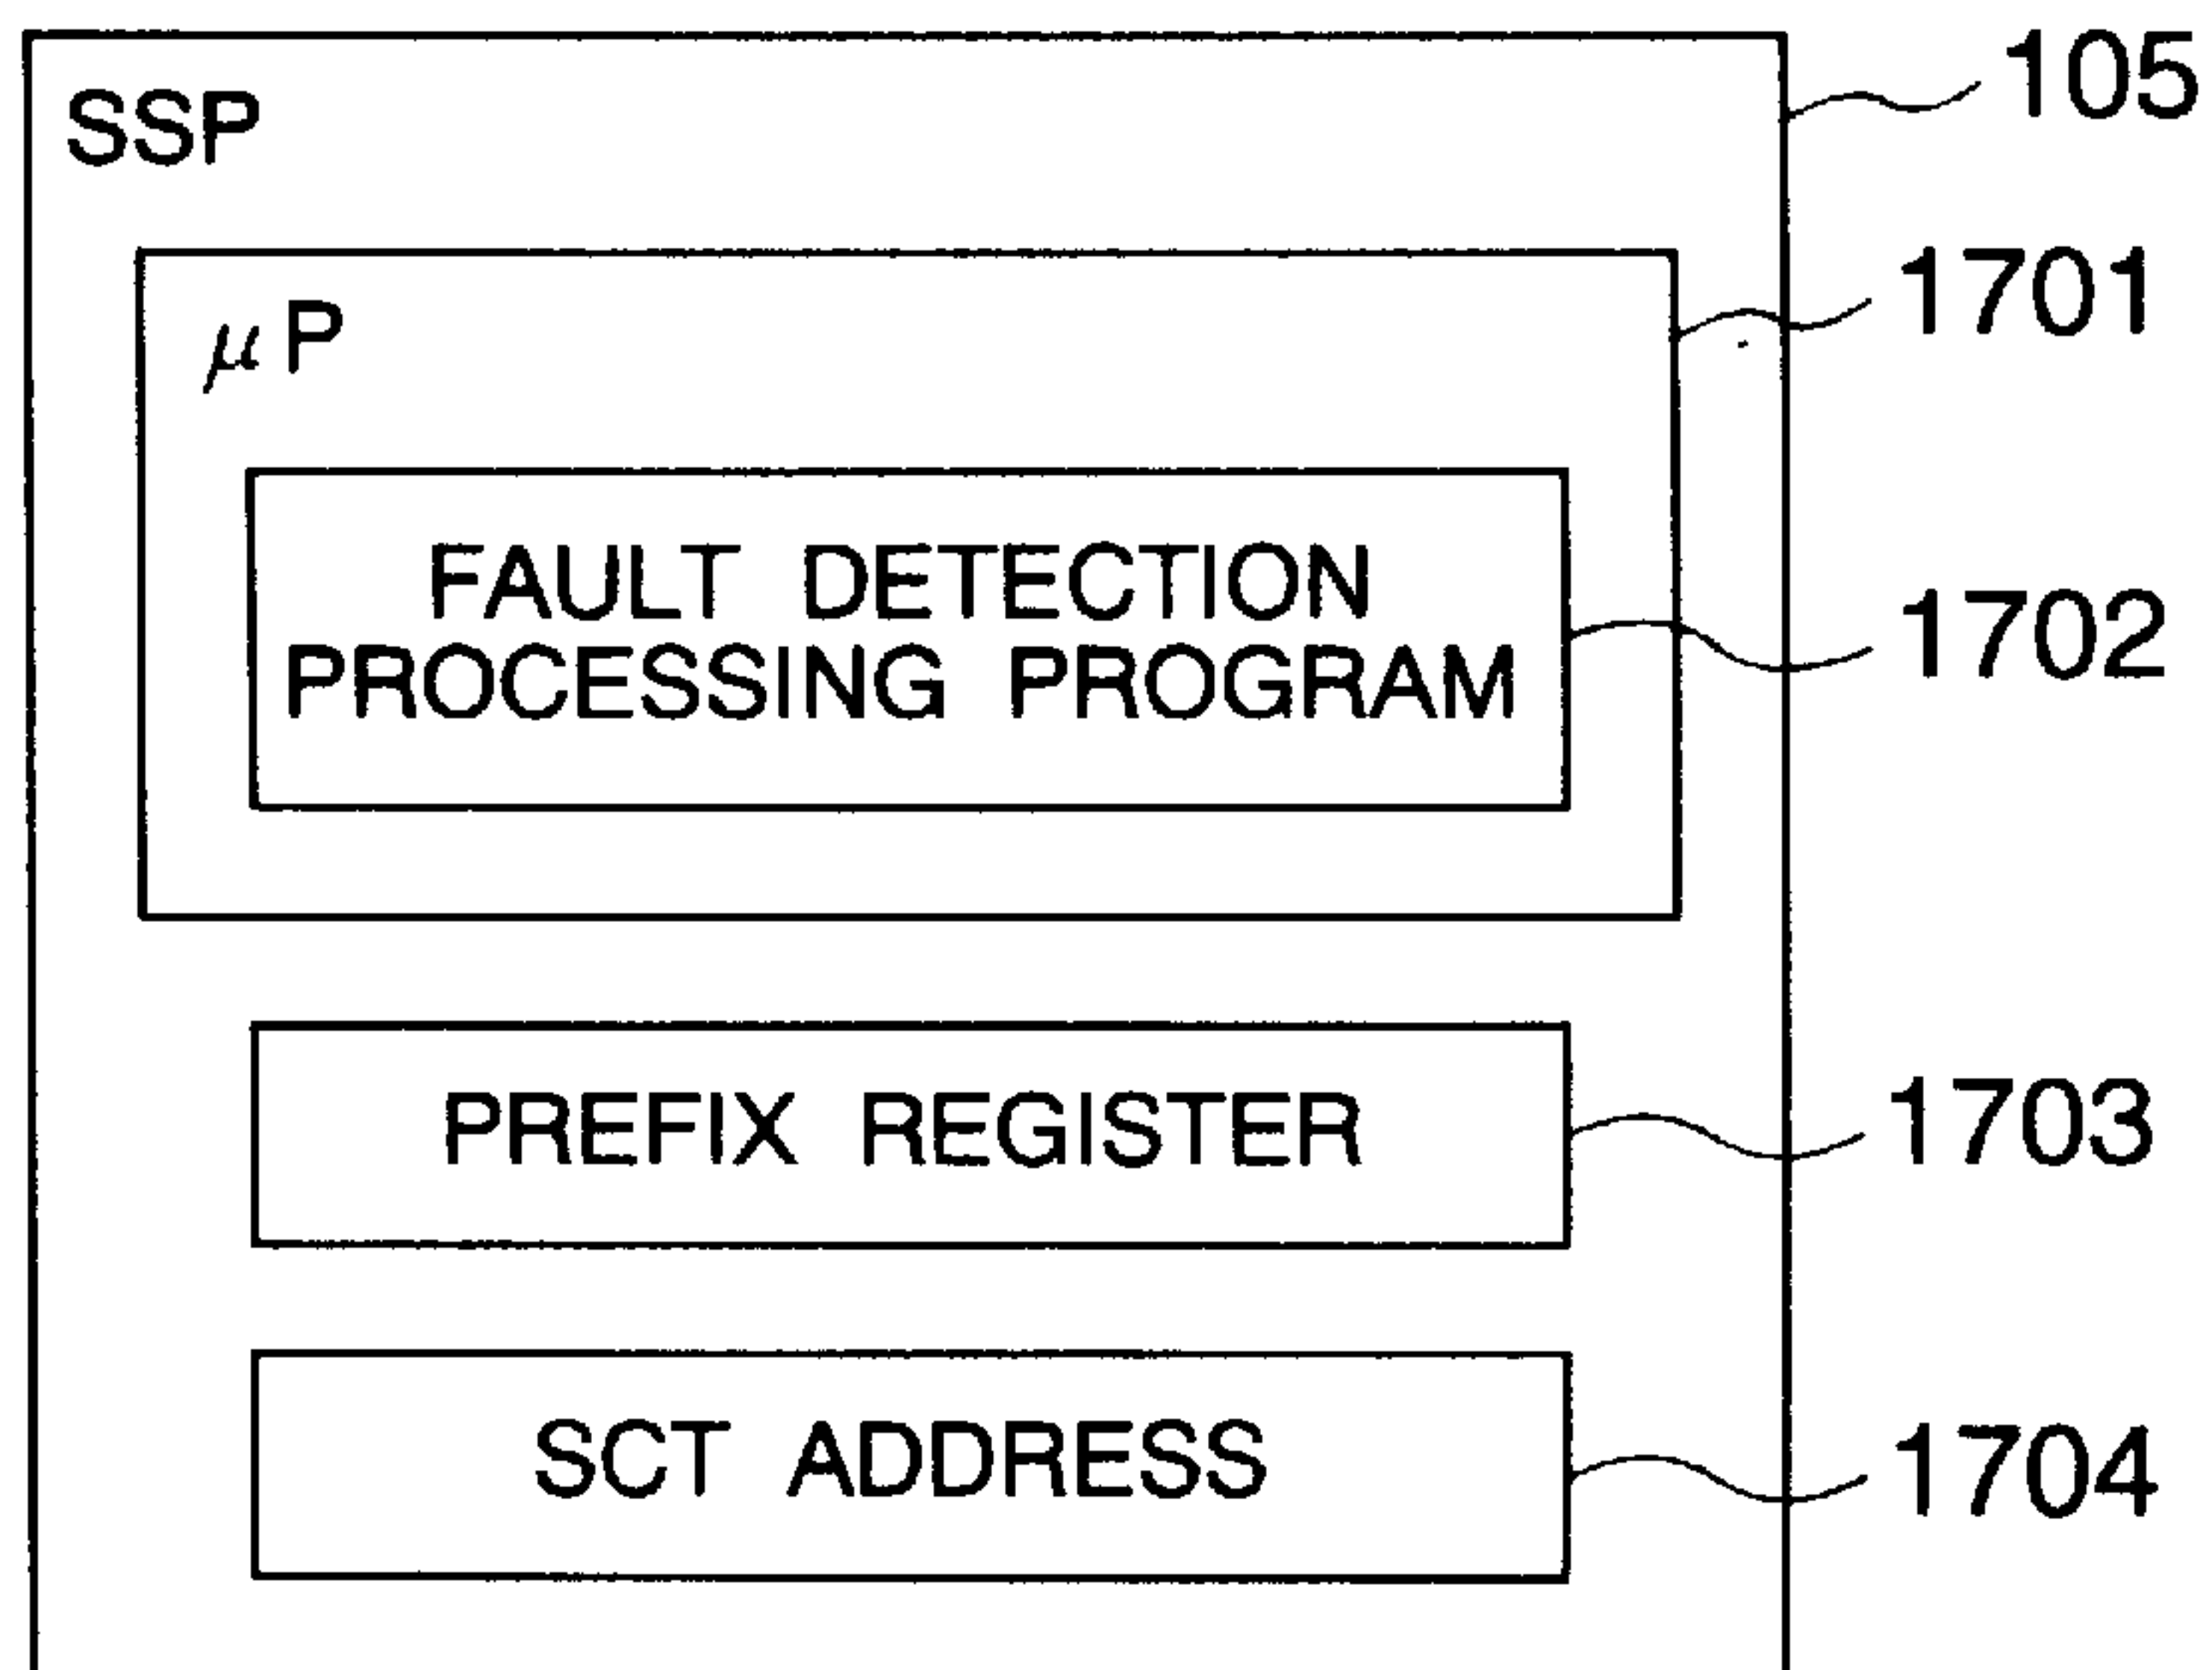 SSP
105
μP
1701
FAULT DETECTION
PROCESSING PROGRAM
1702
PREFIX REGISTER
1703
SCT ADDRESS
1704